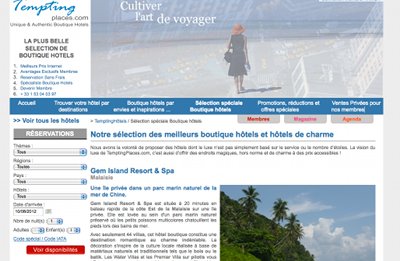 Tempting
places.com
Unique & Authentic Boutique Hotels
LA PLUS BELLE
SELECTION DE
BOUTIQUE HOTELS
1. Meilleurs Prix Internet
2. Avantages Exclusifs Membres
3. Réservation Sans Frais
4. Spécialiste Boutique Hotels
5. Devenir Membre
6. + 33 1 83 64 03 97
Cultiver
l'art de
voyager
Accueil
Trouver votre hôtel par destinations
Boutique hôtels par envies et inspirations ...
Sélection spéciale Boutique hôtels
Promotions, réductions et offres spéciales
Ventes Privées pour nos membres!
Membres
Magazine
Agenda
>> Voir tous les hôtels
> TemptingHotels / Sélection spéciale Boutique hôtels
RÉSERVATIONS
Thèmes :
Tous
Régions :
Toutes
Pays :
Tous
Hôtels :
Tous
Date d'arrivée :
10/08/2012
Nbre de nuit(s) : 1
Adultes : 1 Enfant(s) : 0
Code spécial / Code IATA
Voir disponibilités
Notre sélection des meilleurs boutique hôtels et hôtels de charme
Nous avons la volonté de proposer des hôtels dont le luxe n'est pas simplement basé sur le service ou le nombre d'étoiles. La vision du
luxe de TemptingPlaces.com, c'est aussi d'offrir des endroits magiques, hors norme et de charme à des prix accessibles !
Gem Island Resort & Spa
Malaisie
Une île privée dans un parc marin naturel de la
mer de Chine.
Gem Island Resort & Spa est située à 20 minutes en
bateau rapide de la côte Est de la Malaisie sur une île
privée. Elle est lovée au sein d'un parc marin naturel
préservé où les petits poissons multicolores chatouillent les
pieds lors des bains de mer.
Avec seulement 44 villas, cet hôtel boutique constitue une
destination romantique au charme indéniable. La
décoration s'inspire de la culture locale réalisée à base de
matériaux naturels et traditionnels tels que le bois ou la
batik. Les Water Villas et les Premier Villa sur pilotis vous